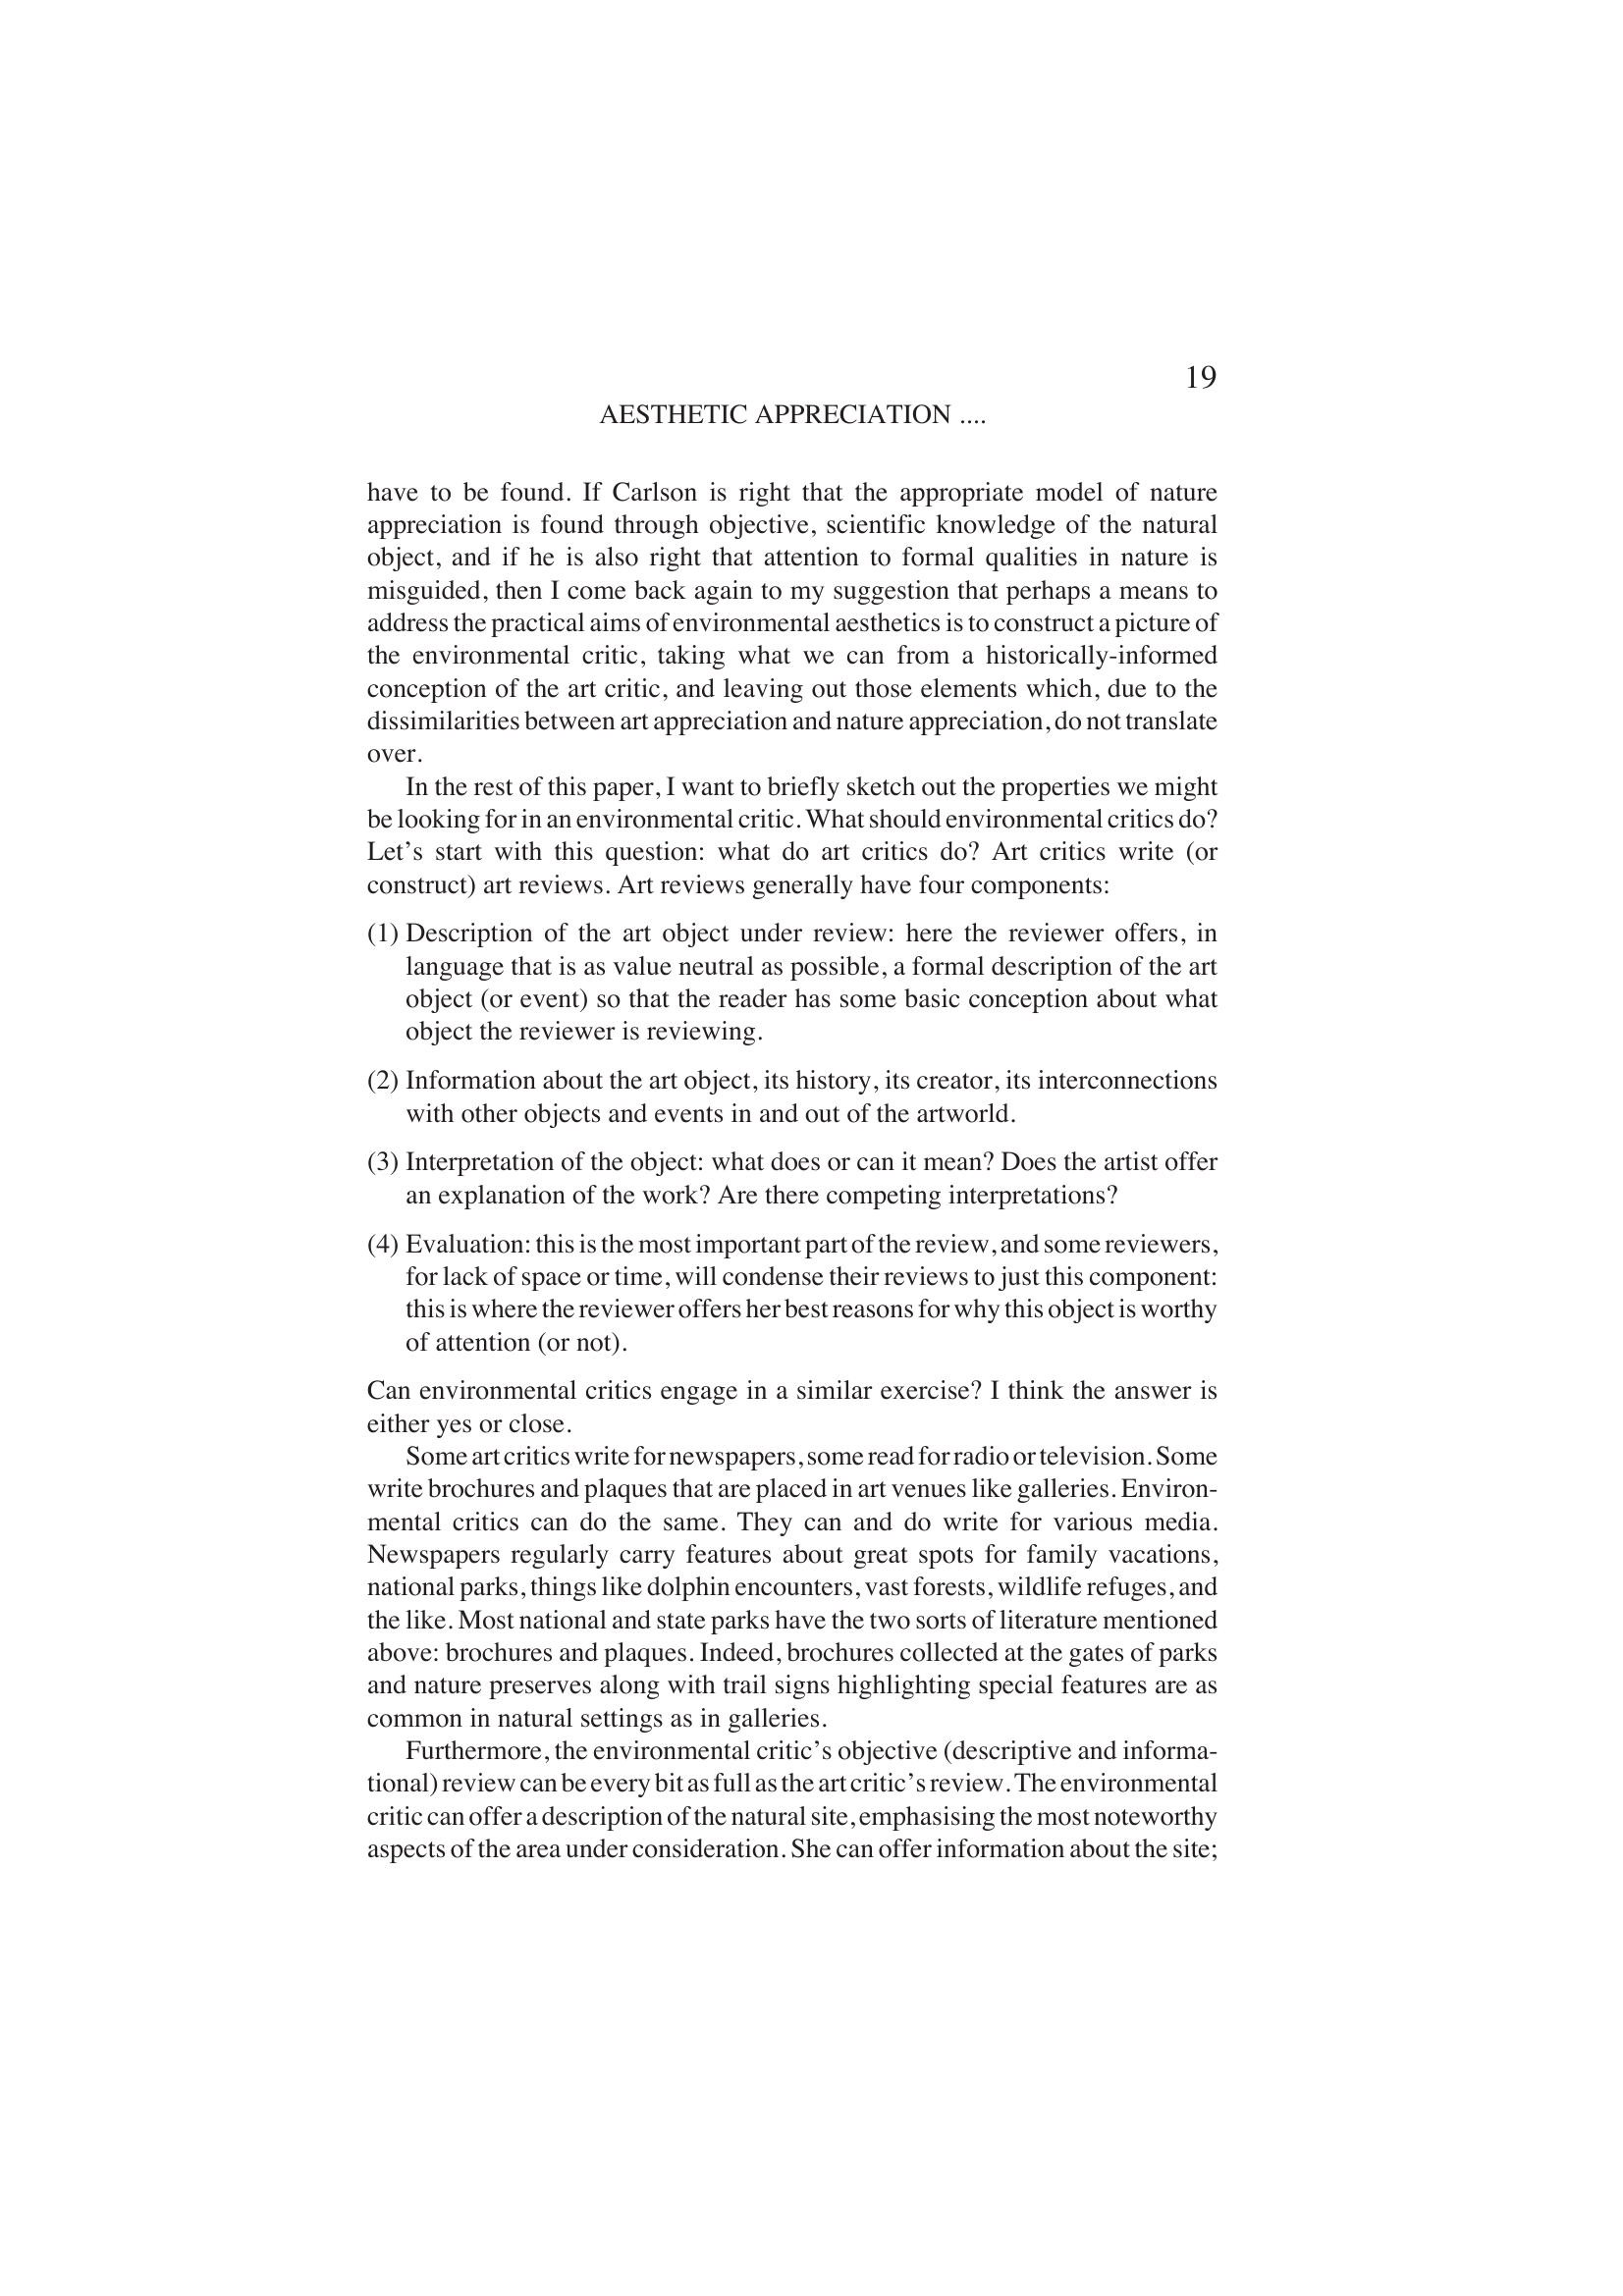 19
AESTHETIC APPRECIATION ....
have to be found. If Carlson is right that the appropriate model of nature
appreciation is found through objective, scientific knowledge of the natural
object, and if he is also right that attention to formal qualities in nature is
misguided, then I come back again to my suggestion that perhaps a means to
address the practical aims of environmental aesthetics is to construct a picture of
the environmental critic, taking what we can from a historically-informed
conception of the art critic, and leaving out those elements which, due to the
dissimilarities between art appreciation and nature appreciation, do not translate
over.
In the rest of this paper, I want to briefly sketch out the properties we might
be looking for in an environmental critic. What should environmental critics do?
Let’s start with this question: what do art critics do? Art critics write (or
construct) art reviews. Art reviews generally have four components:
(1) Description of the art object under review: here the reviewer offers, in
language that is as value neutral as possible, a formal description of the art
object (or event) so that the reader has some basic conception about what
object the reviewer is reviewing.
(2) Information about the art object, its history, its creator, its interconnections
with other objects and events in and out of the artworld.
(3) Interpretation of the object: what does or can it mean? Does the artist offer
an explanation of the work? Are there competing interpretations?
(4) Evaluation: this is the most important part of the review, and some reviewers,
for lack of space or time, will condense their reviews to just this component:
this is where the reviewer offers her best reasons for why this object is worthy
of attention (or not).
Can environmental critics engage in a similar exercise? I think the answer is
either yes or close.
Some art critics write for newspapers, some read for radio or television. Some
write brochures and plaques that are placed in art venues like galleries. Environ-
mental critics can do the same. They can and do write for various media.
Newspapers regularly carry features about great spots for family vacations,
national parks, things like dolphin encounters, vast forests, wildlife refuges, and
the like. Most national and state parks have the two sorts of literature mentioned
above: brochures and plaques. Indeed, brochures collected at the gates of parks
and nature preserves along with trail signs highlighting special features are as
common in natural settings as in galleries.
Furthermore, the environmental critic’s objective (descriptive and informa-
tional) review can be every bit as full as the art critic’s review. The environmental
critic can offer a description of the natural site, emphasising the most noteworthy
aspects of the area under consideration. She can offer information about the site;